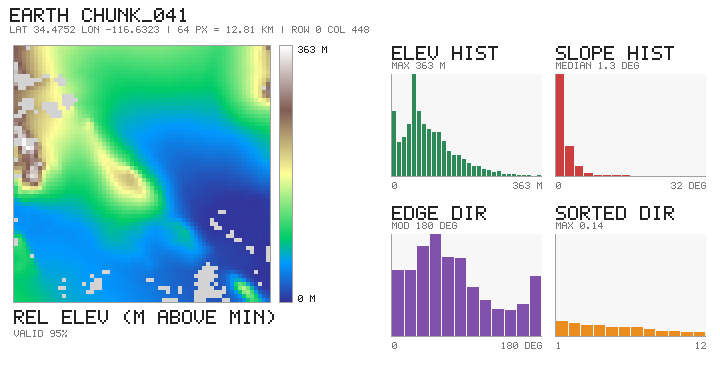 EARTH CHUNK_041
LAT 34.4752 LON -116.6323 | 64 PX = 12.81 KM | ROW 0 COL 448
363 M
0 M
REL ELEV (M ABOVE MIN)
VALID 95%
ELEV HIST
MAX 363 M
0 363 M
SLOPE HIST
MEDIAN 1.3 DEG
0 32 DEG
EDGE DIR
MOD 180 DEG
0 180 DEG
SORTED DIR
MAX 0.14
1 12